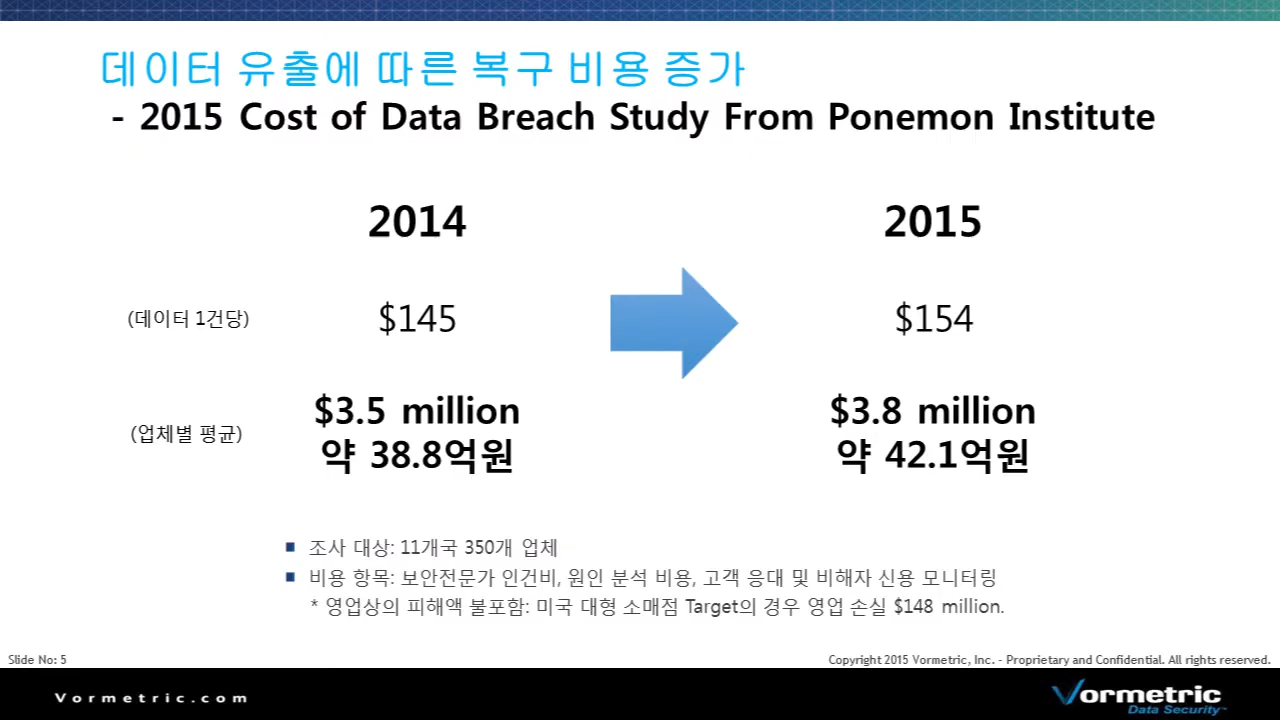 데이터 유출에 따른 복구 비용 증가
- 2015 Cost of Data Breach Study From Ponemon Institute
2014
2015
(데이터 1건당)
$145
$154
(업체별 평균)
$3.5 million
약 38.8억원
$3.8 million
약 42.1억원
■ 조사 대상: 11개국 350개 업체
■ 비용 항목: 보안전문가 인건비, 원인 분석 비용, 고객 응대 및 비해자 신용 모니터링
* 영업상의 피해액 불포함: 미국 대형 소매점 Target의 경우 영업 손실 $148 million.
Slide No: 5
Copyright 2015 Vormetric, Inc. – Proprietary and Confidential. All rights reserved.
Vormetric.com
Vormetric
Data Security™